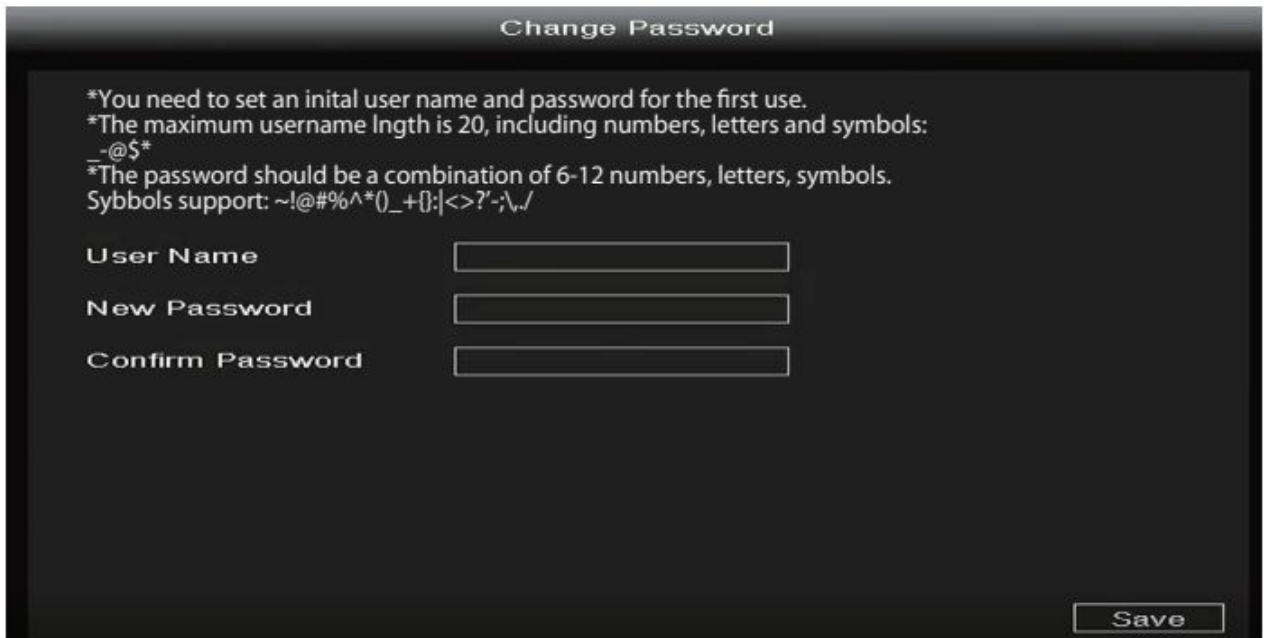 Change Password
*You need to set an inital user name and password for the first use.
*The maximum username lngth is 20, including numbers, letters and symbols:
_-@$*
*The password should be a combination of 6-12 numbers, letters, symbols.
Sybbols support: ~!@#%^*()_+{}:|<>?'-;\,./
User Name
New Password
Confirm Password
Save